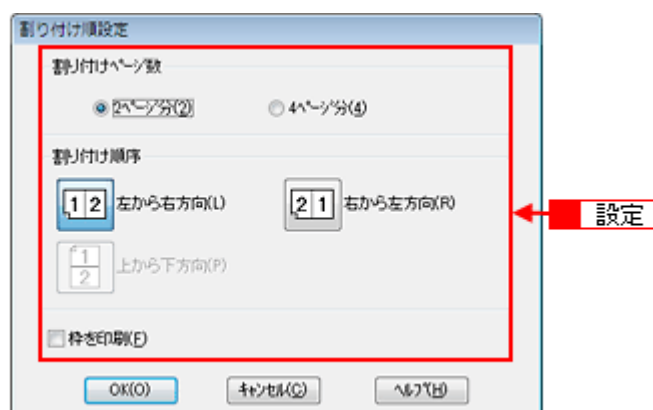 割り付け順設定
割り付けページ数
2ページ分(2)
4ページ分(4)
割り付け順序
1 2 左から右方向(L)
2 1 右から左方向(R)
設定
1
2
上から下方向(P)
枠を印刷(F)
OK(O) キャンセル(C) ヘルプ(H)